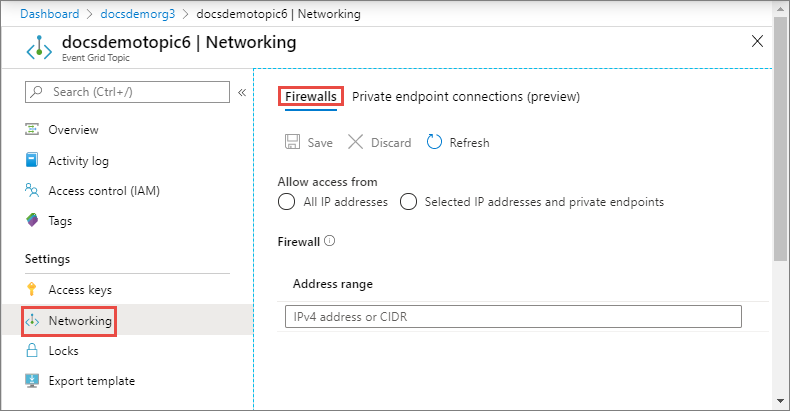 Dashboard > docsdemorg3 > docsdemotopic6 | Networking
docsdemotopic6 | Networking
Event Grid Topic
Search (Ctrl+/)
Overview
Activity log
Access control (IAM)
Tags
Settings
Access keys
Networking
Locks
Export template
Firewalls Private endpoint connections (preview)
Save Discard Refresh
Allow access from
All IP addresses Selected IP addresses and private endpoints
Firewall
Address range
IPv4 address or CIDR